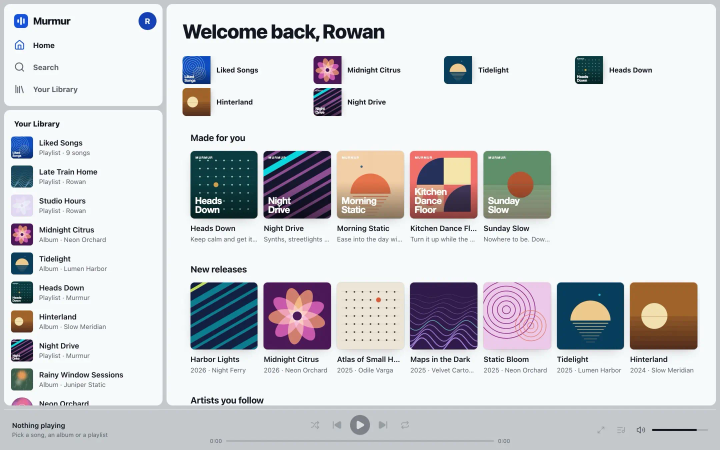 Murmur
R
Home
Search
Your Library
Your Library
Liked Songs
Playlist · 9 songs
Late Train Home
Playlist · Rowan
Studio Hours
Playlist · Rowan
Midnight Citrus
Album · Neon Orchard
Tidelight
Album · Lumen Harbor
Heads Down
Playlist · Murmur
Hinterland
Album · Slow Meridian
Night Drive
Playlist · Murmur
Rainy Window Sessions
Album · Juniper Static
Neon Orchard
Welcome back, Rowan
Liked Songs
Midnight Citrus
Tidelight
Heads Down
Hinterland
Night Drive
Made for you
Heads
Down
Night
Drive
Morning
Static
Kitchen
Dance
Floor
Sunday
Slow
Heads Down
Keep calm and get it...
Night Drive
Synths, streetlights ...
Morning Static
Ease into the day wi...
Kitchen Dance Fl...
Turn it up while the ...
Sunday Slow
Nowhere to be. Dow...
New releases
Harbor Lights
2026 · Night Ferry
Midnight Citrus
2026 · Neon Orchard
Atlas of Small H...
2025 · Odile Varga
Maps in the Dark
2025 · Velvet Carto...
Static Bloom
2025 · Neon Orchard
Tidelight
2025 · Lumen Harbor
Hinterland
2024 · Slow Meridian
Artists you follow
Nothing playing
Pick a song, an album or a playlist
0:00
0:00